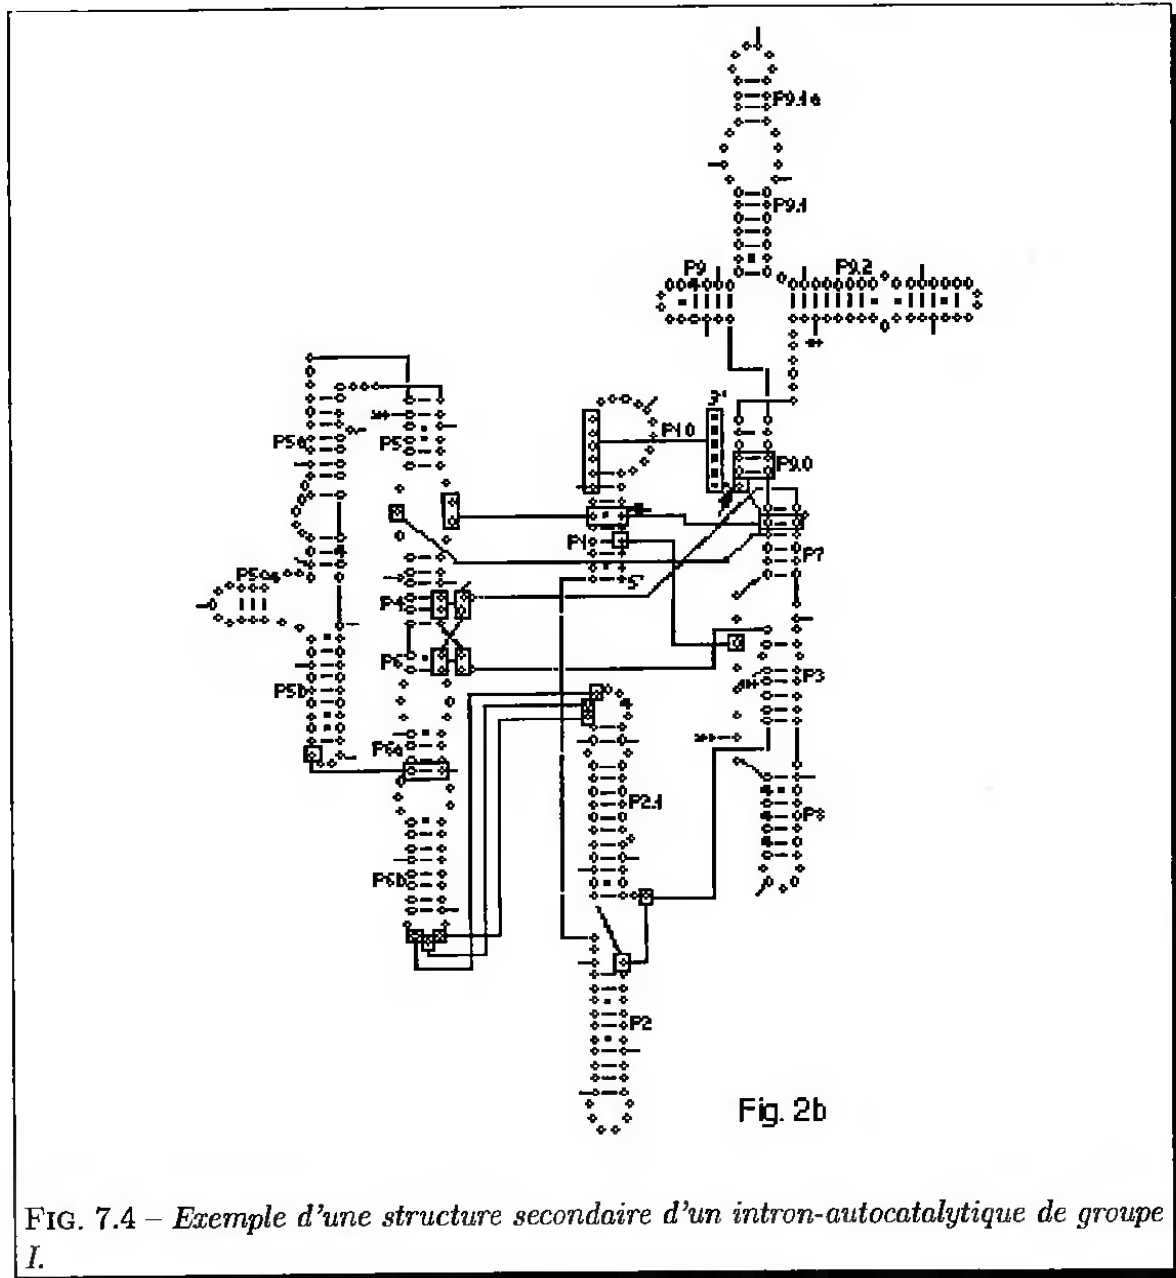 P9.1a
P9.1
P9
P9.2
P5a
P5
P10
3'
P9.0
P1
P7
5'
P5c
P4
P6
P3
P5b
P6a
P2.1
P8
P6b
P2
Fig. 2b
FIG. 7.4 – Exemple d'une structure secondaire d'un intron-autocatalytique de groupe
I.